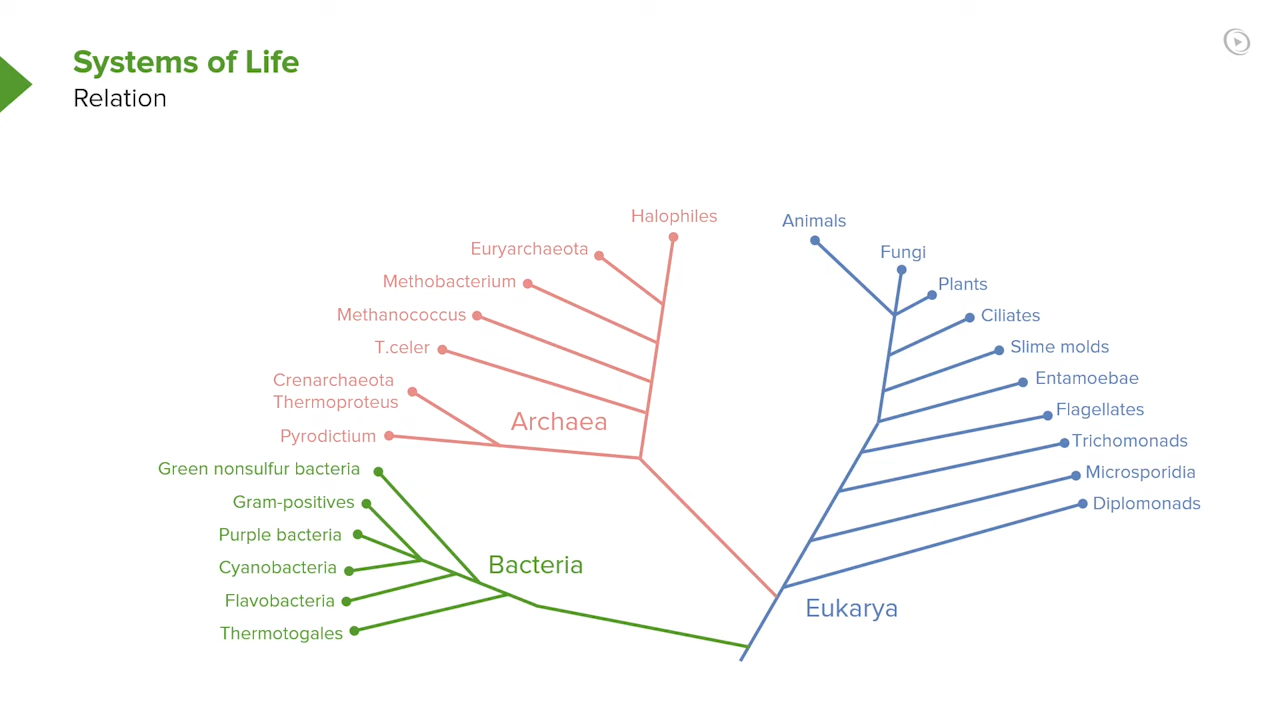 Systems of Life
Relation
Halophiles
Euryarchaeota
Methobacterium
Methanococcus
T.celer
Crenarchaeota
Thermoproteus
Pyrodictium
Archaea
Green nonsulfur bacteria
Gram-positives
Purple bacteria
Cyanobacteria
Flavobacteria
Thermotogales
Bacteria
Animals
Fungi
Plants
Ciliates
Slime molds
Entamoebae
Flagellates
Trichomonads
Microsporidia
Diplomonads
Eukarya